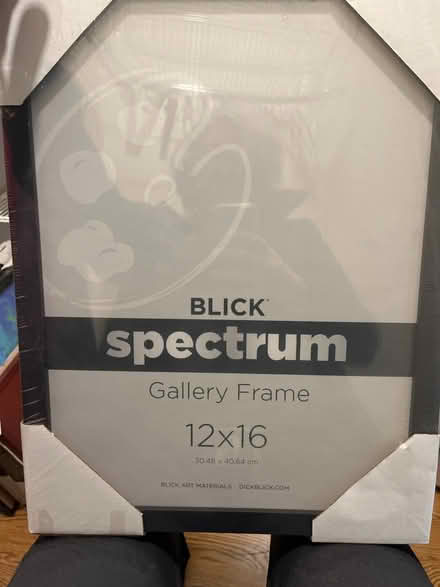 BLICK
spectrum
Gallery Frame
12x16
30.48 x 40.64 cm
BLICK ART MATERIALS · DICKBLICK.COM